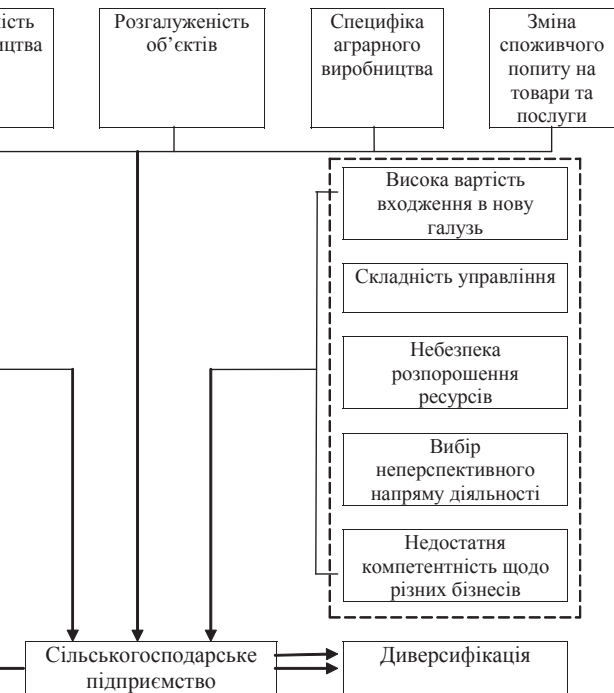 ість
ицтва
Розгалуженість
об’єктів
Специфіка
аграрного
виробництва
Зміна
споживчого
попиту на
товари та
послуги
Висока вартість
входження в нову
галузь
Складність управління
Небезпека
розпорошення
ресурсів
Вибір
неперспективного
напряму діяльності
Недостатня
компетентність щодо
різних бізнесів
Сільськогосподарське
підприємство
Диверсифікація